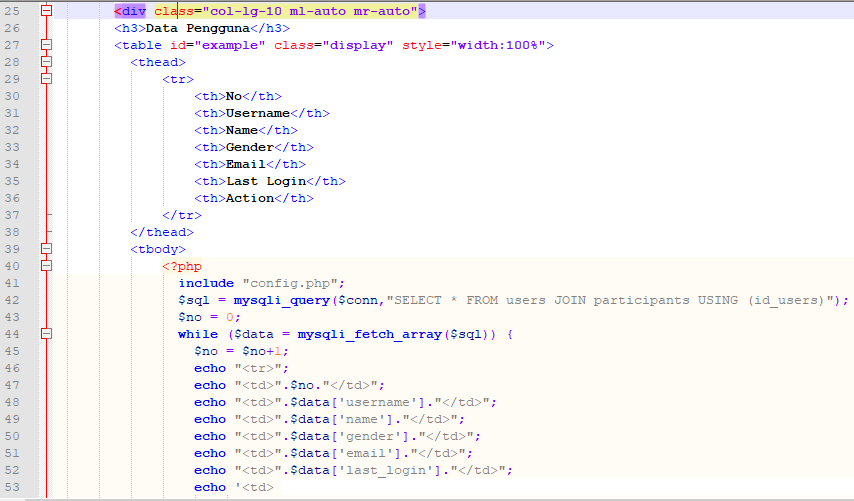 25 <div class="col-lg-10 ml-auto mr-auto">
26 <h3>Data Pengguna</h3>
27 <table id="example" class="display" style="width:100%">
28 <thead>
29 <tr>
30 <th>No</th>
31 <th>Username</th>
32 <th>Name</th>
33 <th>Gender</th>
34 <th>Email</th>
35 <th>Last Login</th>
36 <th>Action</th>
37 </tr>
38 </thead>
39 <tbody>
40 <?php
41 include "config.php";
42 $sql = mysqli_query($conn,"SELECT * FROM users JOIN participants USING (id_users)");
43 $no = 0;
44 while ($data = mysqli_fetch_array($sql)) {
45 $no = $no+1;
46 echo "<tr>";
47 echo "<td>".$no."</td>";
48 echo "<td>".$data['username']."</td>";
49 echo "<td>".$data['name']."</td>";
50 echo "<td>".$data['gender']."</td>";
51 echo "<td>".$data['email']."</td>";
52 echo "<td>".$data['last_login']."</td>";
53 echo '<td>